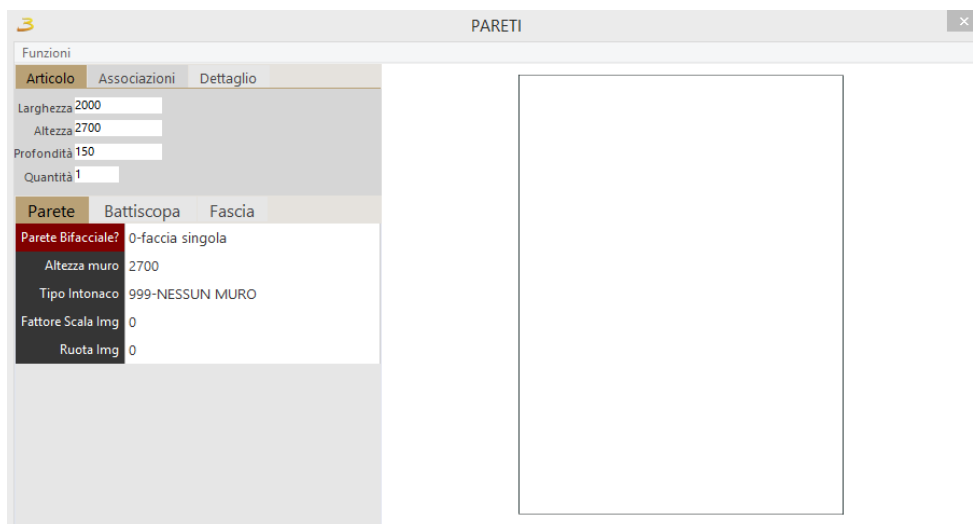 3
PARETI
×
Funzioni
Articolo Associazioni Dettaglio
Larghezza 2000
Altezza 2700
Profondità 150
Quantità 1
Parete Battiscopa Fascia
Parete Bifacciale? 0-faccia singola
Altezza muro 2700
Tipo Intonaco 999-NESSUN MURO
Fattore Scala Img 0
Ruota Img 0